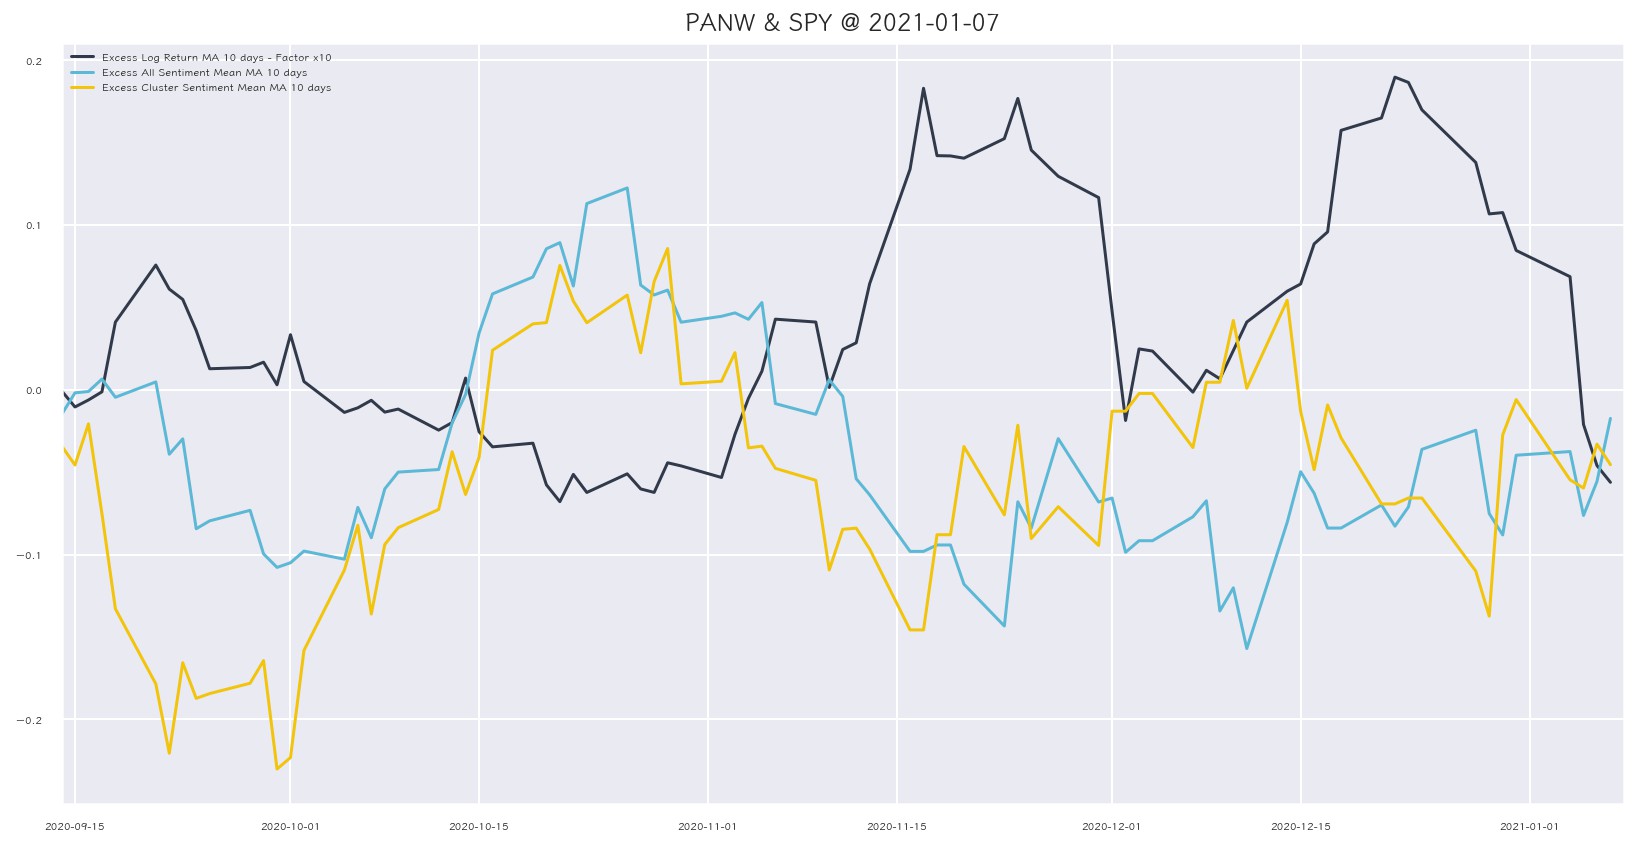 PANW & SPY @ 2021-01-07
Excess Log Return MA 10 days - Factor x10
Excess All Sentiment Mean MA 10 days
Excess Cluster Sentiment Mean MA 10 days
0.2
0.1
0.0
−0.1
−0.2
2020-09-15 2020-10-01 2020-10-15 2020-11-01 2020-11-15 2020-12-01 2020-12-15 2021-01-01